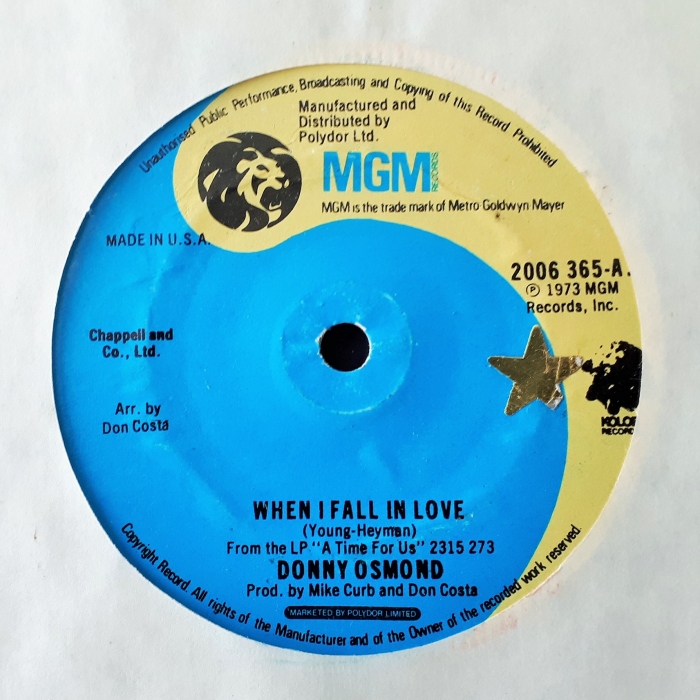 Unauthorised Public Performance, Broadcasting and Copying of this Record Prohibited
Manufactured and
Distributed by
Polydor Ltd.
MGM
RECORDS
MGM is the trade mark of Metro Goldwyn Mayer
MADE IN U.S.A.
2006 365-A.
℗ 1973 MGM
Records, Inc.
Chappell and
Co., Ltd.
Arr. by
Don Costa
KOLO
RECORD
WHEN I FALL IN LOVE
(Young-Heyman)
From the LP "A Time For Us" 2315 273
DONNY OSMOND
Prod. by Mike Curb and Don Costa
MARKETED BY POLYDOR LIMITED
Copyright Record. All rights of the Manufacturer and of the Owner of the recorded work reserved.